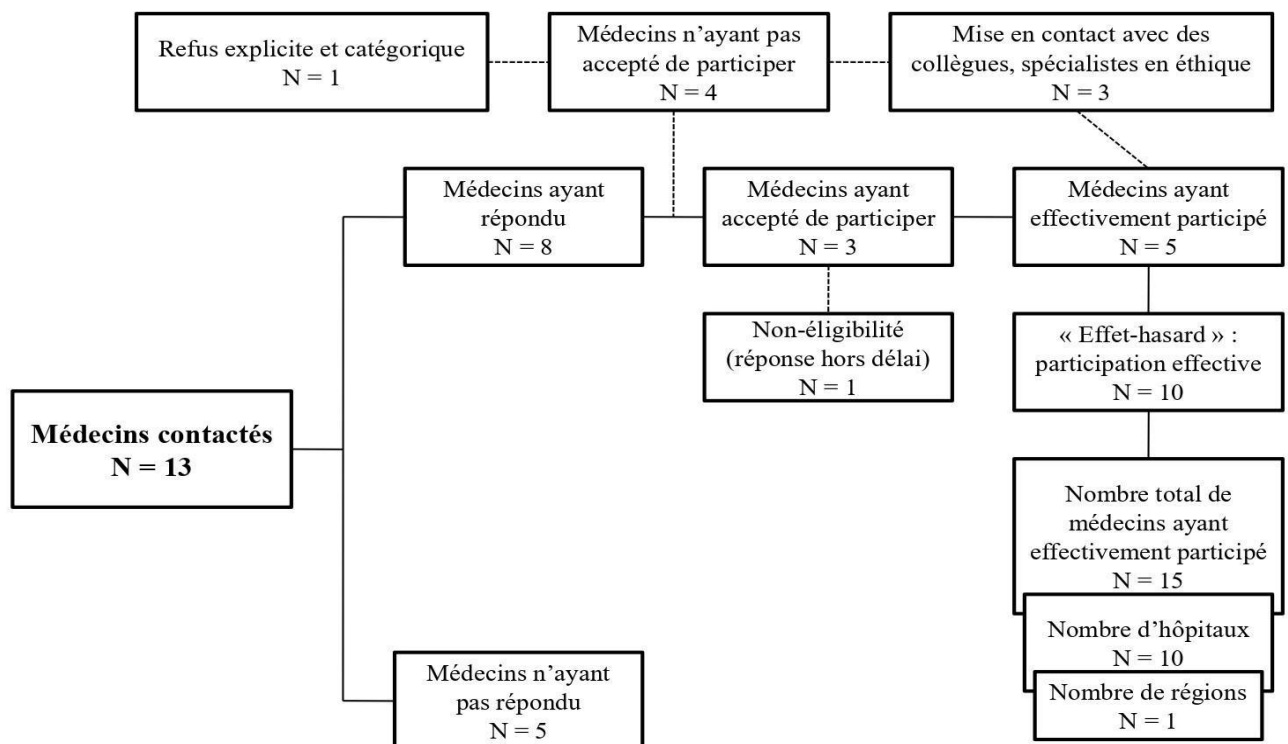 Refus explicite et catégorique
N = 1
Médecins n’ayant pas
accepté de participer
N = 4
Mise en contact avec des
collègues, spécialistes en éthique
N = 3
Médecins ayant
répondu
N = 8
Médecins ayant
accepté de participer
N = 3
Médecins ayant
effectivement participé
N = 5
Non-éligibilité
(réponse hors délai)
N = 1
« Effet-hasard » :
participation effective
N = 10
Médecins contactés
N = 13
Nombre total de
médecins ayant
effectivement participé
N = 15
Nombre d’hôpitaux
N = 10
Nombre de régions
N = 1
Médecins n’ayant
pas répondu
N = 5